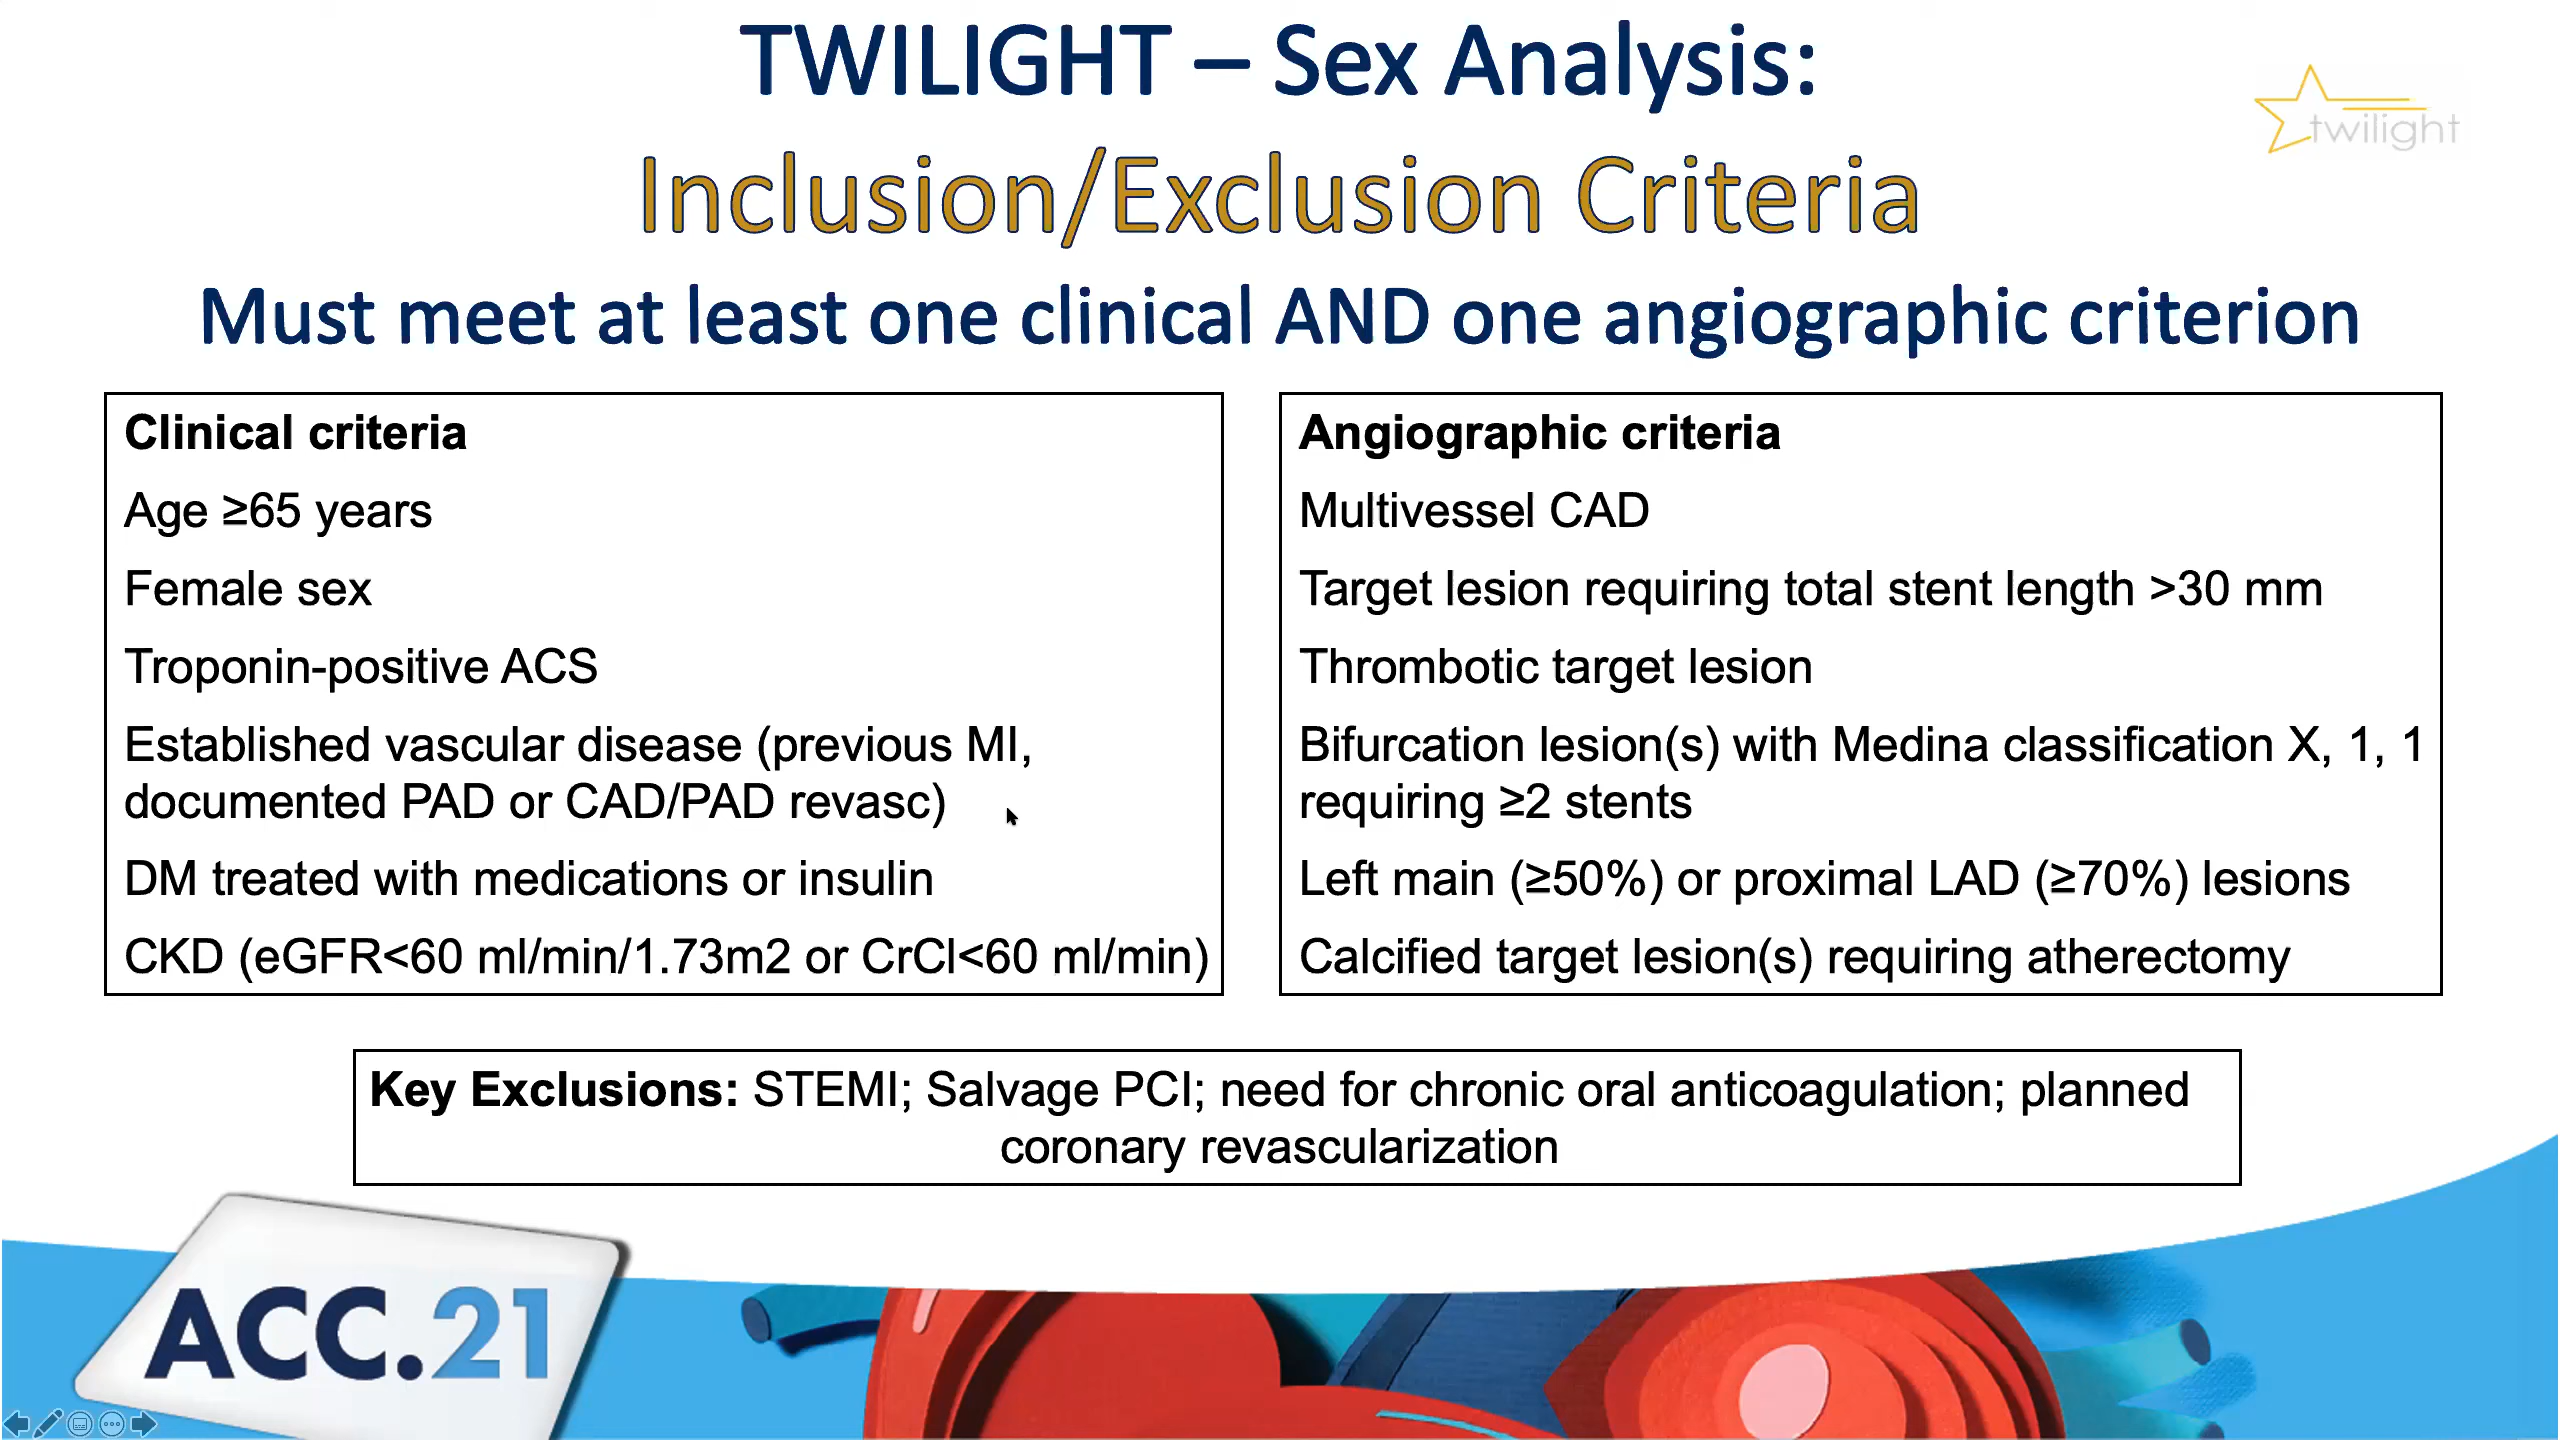 TWILIGHT – Sex Analysis:
twilight
Inclusion/Exclusion Criteria
Must meet at least one clinical AND one angiographic criterion
Clinical criteria
Age ≥65 years
Female sex
Troponin-positive ACS
Established vascular disease (previous MI,
documented PAD or CAD/PAD revasc)
DM treated with medications or insulin
CKD (eGFR<60 ml/min/1.73m2 or CrCl<60 ml/min)
Angiographic criteria
Multivessel CAD
Target lesion requiring total stent length >30 mm
Thrombotic target lesion
Bifurcation lesion(s) with Medina classification X, 1, 1
requiring ≥2 stents
Left main (≥50%) or proximal LAD (≥70%) lesions
Calcified target lesion(s) requiring atherectomy
Key Exclusions: STEMI; Salvage PCI; need for chronic oral anticoagulation; planned
coronary revascularization
ACC.21